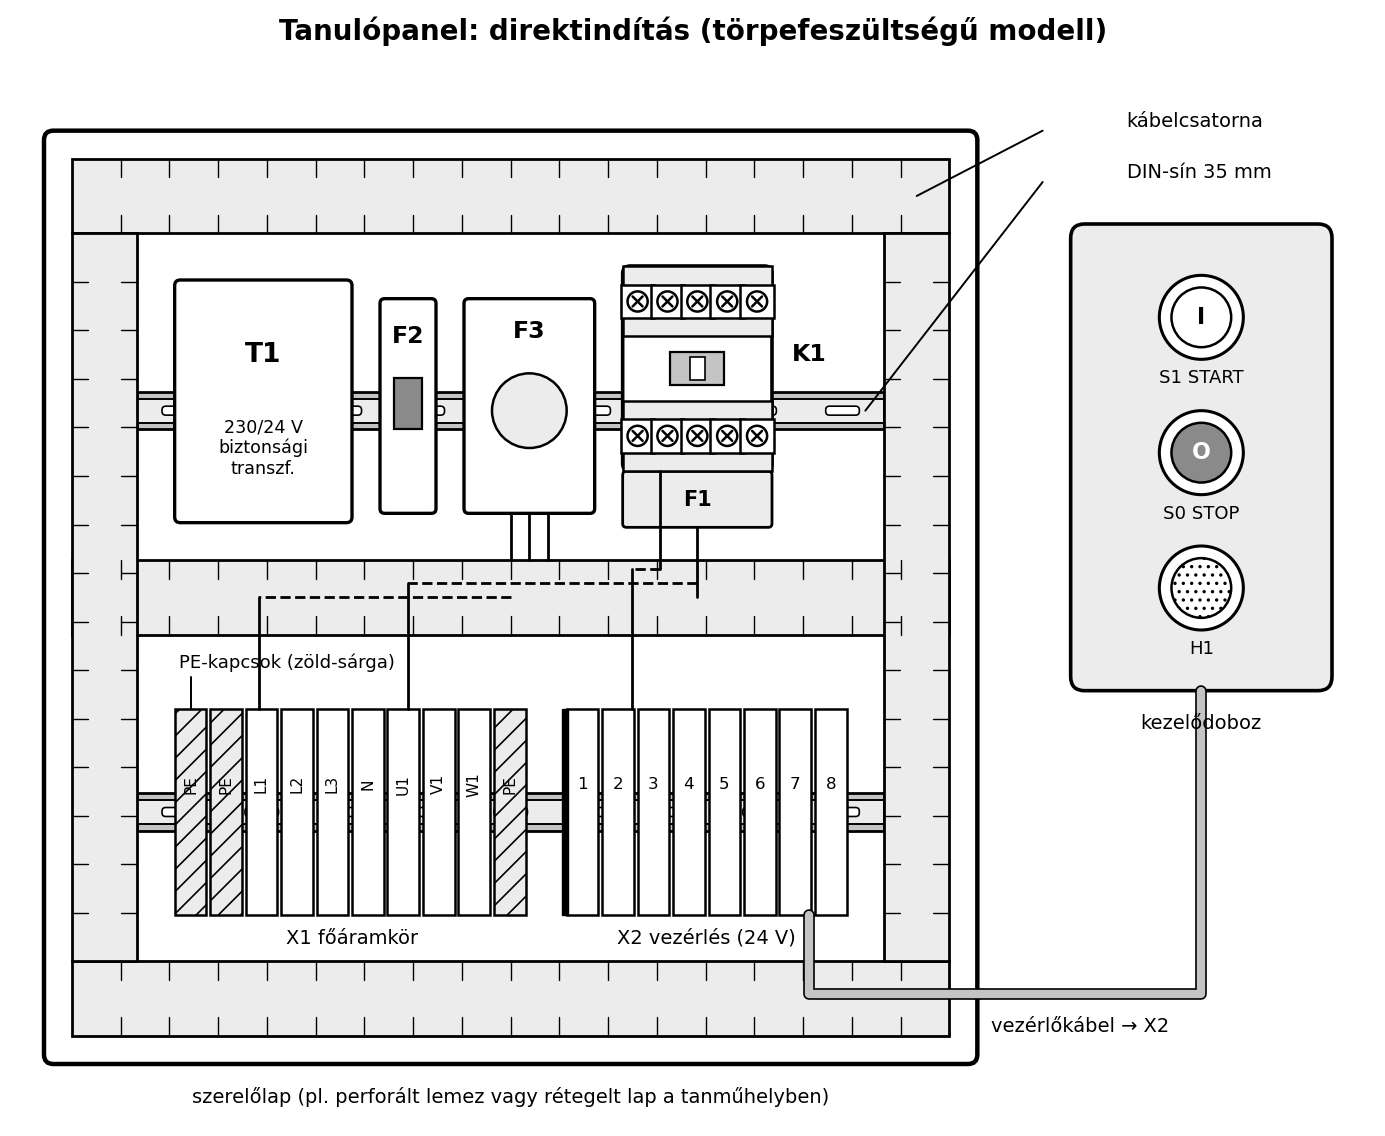 Tanulópanel: direktindítás (törpefeszültségű modell)
kábelcsatorna
DIN-sín 35 mm
T1
230/24 V
biztonsági
transzf.
F2
F3
K1
F1
I
S1 START
O
S0 STOP
H1
kezelődoboz
PE-kapcsok (zöld-sárga)
PE PE L1 L2 L3 N U1 V1 W1 PE
1 2 3 4 5 6 7 8
X1 főáramkör
X2 vezérlés (24 V)
vezérlőkábel → X2
szerelőlap (pl. perforált lemez vagy rétegelt lap a tanműhelyben)